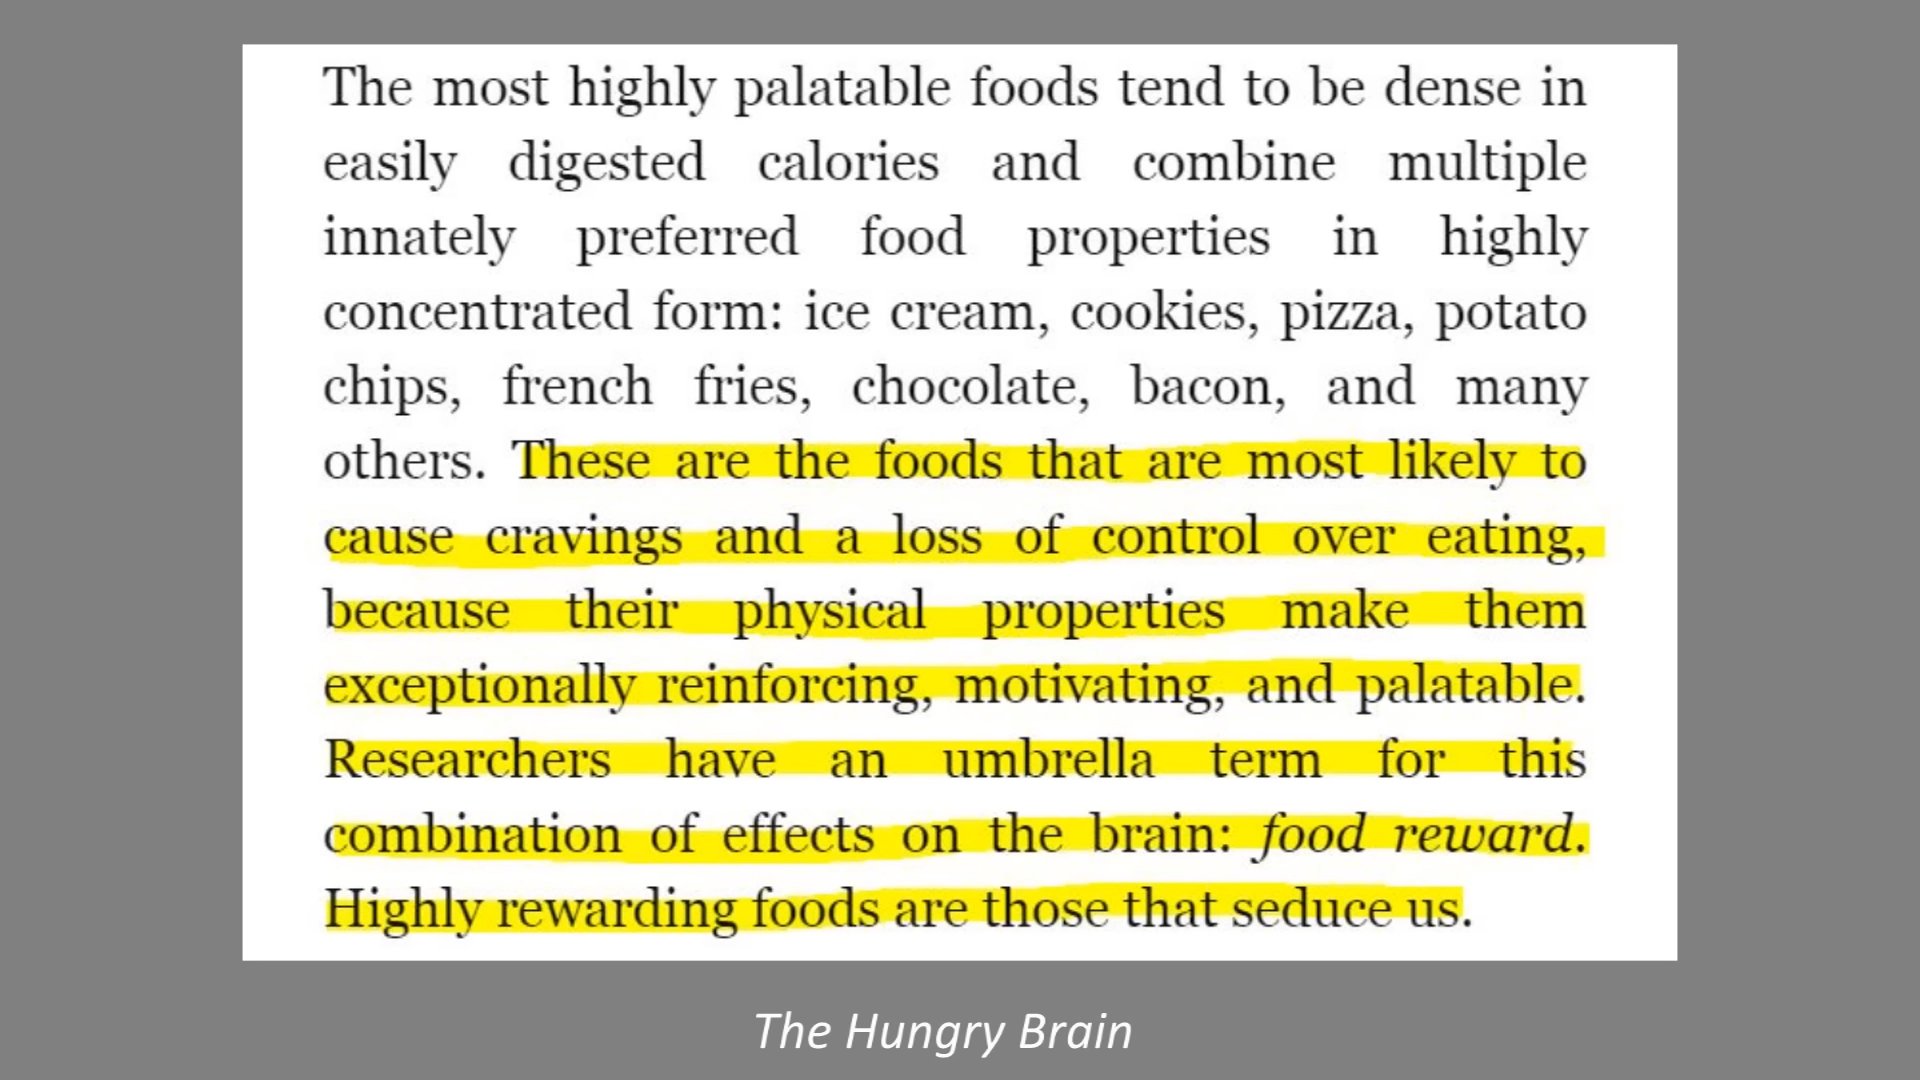 The most highly palatable foods tend to be dense in
easily digested calories and combine multiple
innately preferred food properties in highly
concentrated form: ice cream, cookies, pizza, potato
chips, french fries, chocolate, bacon, and many
others. These are the foods that are most likely to
cause cravings and a loss of control over eating,
because their physical properties make them
exceptionally reinforcing, motivating, and palatable.
Researchers have an umbrella term for this
combination of effects on the brain: food reward.
Highly rewarding foods are those that seduce us.
The Hungry Brain